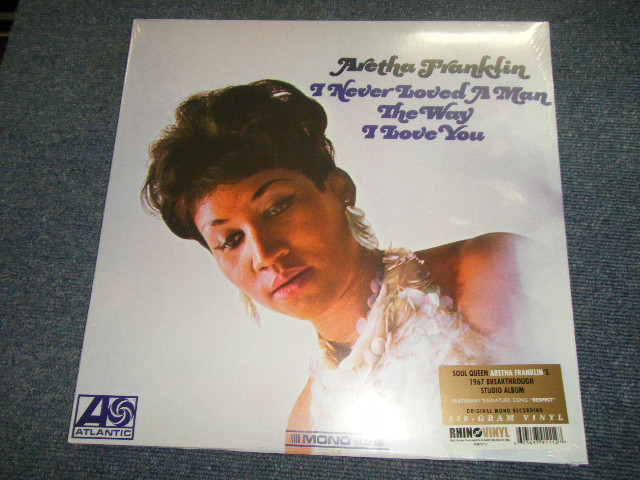 Aretha Franklin
I Never Loved A Man
The Way
I Love You
SOUL QUEEN ARETHA FRANKLIN'S
1967 BREAKTHROUGH
STUDIO ALBUM
FEATURING SIGNATURE SONG "RESPECT"
ORIGINAL MONO RECORDING
180-GRAM VINYL
RHINO VINYL
ATLANTIC
MONO